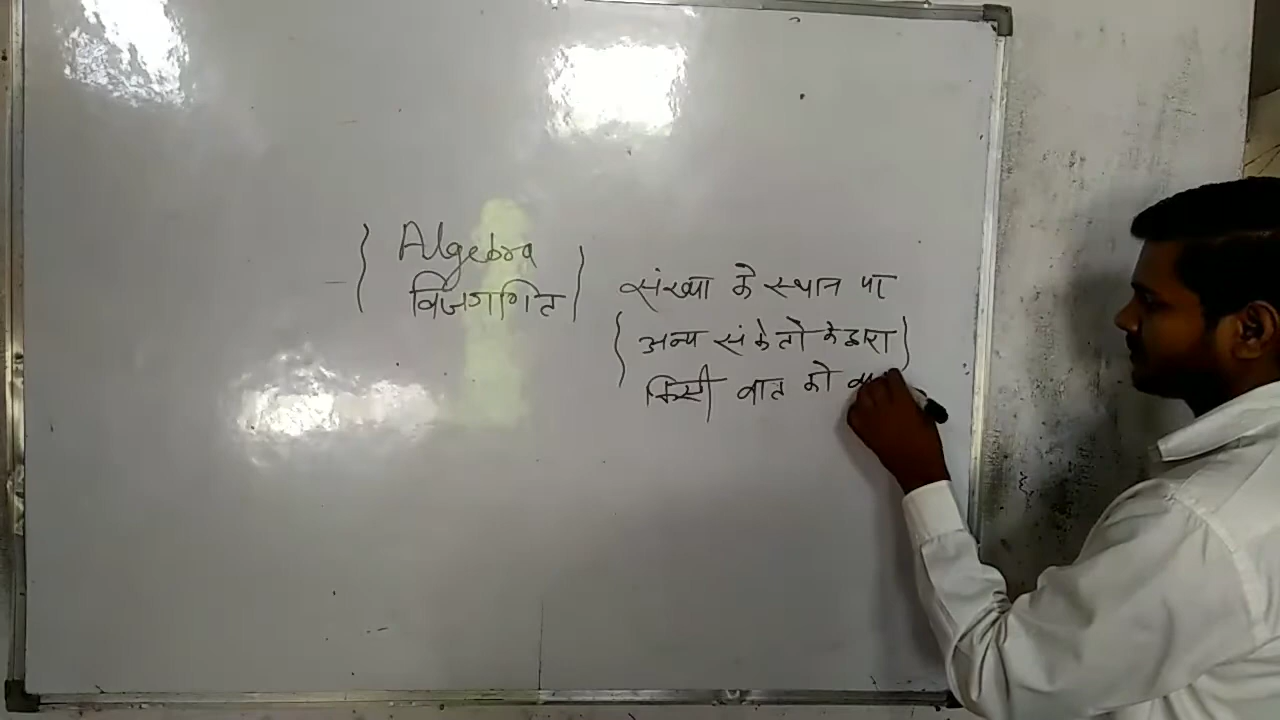 Algebra
विजगणित
संख्या के स्थान पर
अन्य संकेतो के द्वारा
किसी बात को